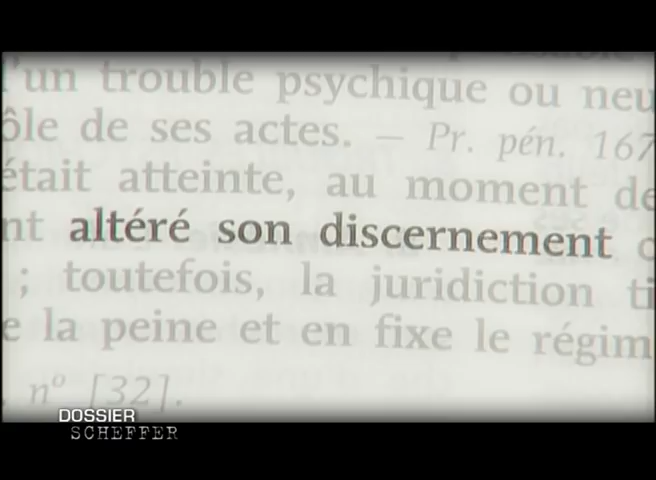 l'un trouble psychique ou neu
ôle de ses actes. — Pr. pén. 167
était atteinte, au moment de
nt altéré son discernement
; toutefois, la juridiction ti
e la peine et en fixe le régim
n° [32].
DOSSIER
SCHEFFER